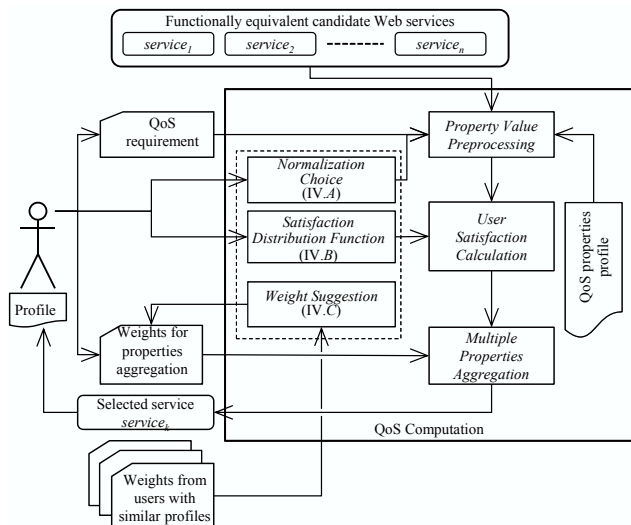 Functionally equivalent candidate Web services
service1 service2 servicen
QoS
requirement
Property Value
Preprocessing
Normalization
Choice
(IV.A)
Satisfaction
Distribution Function
(IV.B)
User
Satisfaction
Calculation
QoS properties
profile
Profile
Weight Suggestion
(IV.C)
Weights for
properties
aggregation
Multiple
Properties
Aggregation
Selected service
servicek
QoS Computation
Weights from
users with
similar profiles